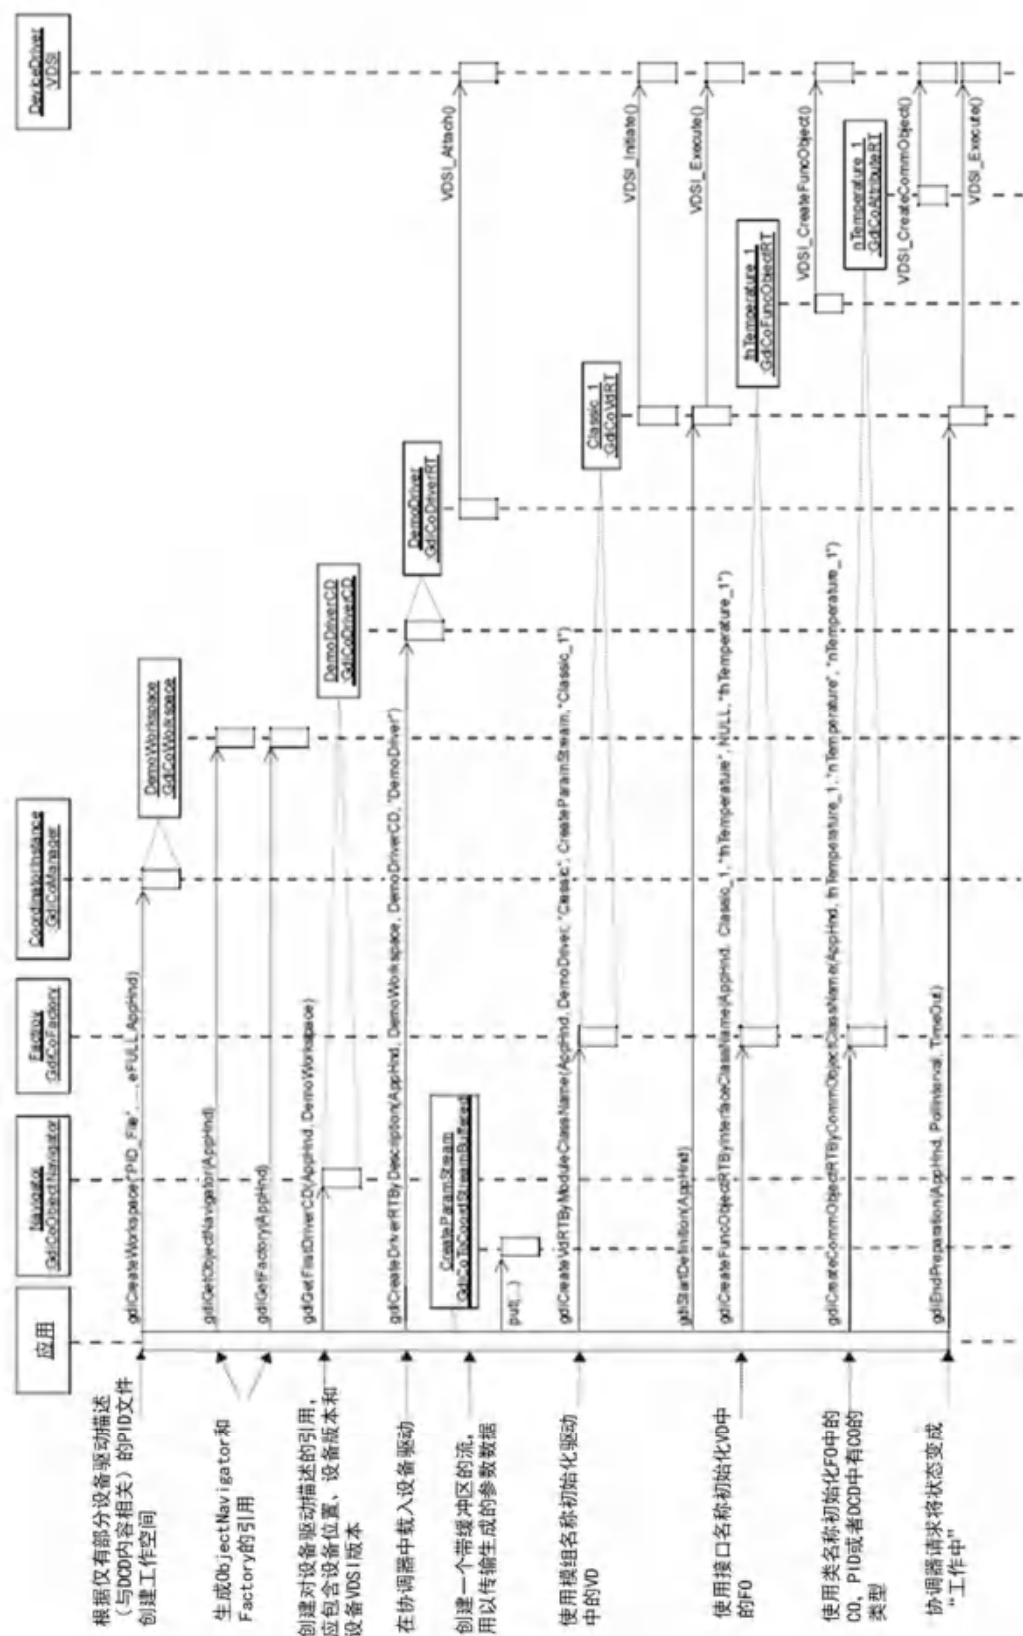 应用
Navigator
:GdiCoObjectNavigator
Factory
:GdiCoFactory
CoordinatorInstance
:GdiCoManager
DeviceDriver
:VDSI
根据仅有部分设备驱动描述
（与DCD内容相关）的PID文件
创建工作空间
gdiCreateWorkspace("PID_File",...,eFULL,AppHnd)
DemoWorkspace
:GdiCoWorkspace
生成ObjectNavigator和
Factory的引用
gdiGetObjectNavigator(AppHnd)
gdiGetFactory(AppHnd)
创建对设备驱动描述的引用，
应包含设备位置、设备版本和
设备VDSI版本
gdiGetFirstDriverCD(AppHnd, DemoWorkspace)
DemoDriverCD
:GdiCoDriverCD
在协调器中载入设备驱动
gdiCreateDriverRTByDescription(AppHnd, DemoWorkspace, DemoDriverCD, "DemoDriver")
DemoDriver
:GdiCoDriverRT
VDSI_Attach()
创建一个带缓冲区的流，
用以传输生成的参数数据
CreateParamStream
:GdiCoToCoordStreamBuffered
put(...)
使用模组名称初始化驱动
中的VD
gdiCreateVdRTByModuleClassName(AppHnd, DemoDriver, "Classic", CreateParamStream, "Classic_1")
Classic_1
:GdiCoVdRT
VDSI_Initiate()
gdiStartDefinition(AppHnd)
VDSI_Execute()
使用接口名称初始化VD中
的FO
gdiCreateFuncObjectRTByInterfaceClassName(AppHnd, Classic_1, "fnTemperature", NULL, "fnTemperature_1")
fnTemperature_1
:GdiCoFuncObjectRT
VDSI_CreateFuncObject()
使用类名称初始化FO中的
CO，PID或者DCD中有CO的
类型
gdiCreateCommObjectRTByCommObjectClassName(AppHnd, fnTemperature_1, "nTemperature", "nTemperature_1")
nTemperature_1
:GdiCoAttributeRT
VDSI_CreateCommObject()
协调器请求将状态变成
“工作中”
gdiEndPreparation(AppHnd, PollInterval, TimeOut)
VDSI_Execute()